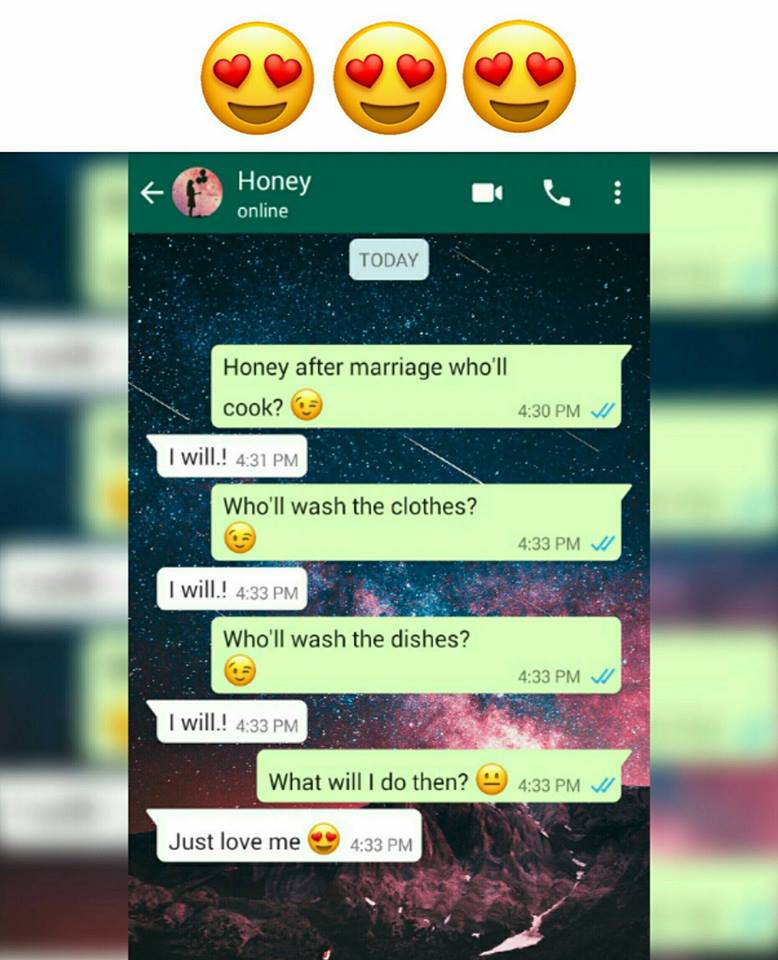 Honey
online
TODAY
Honey after marriage who'll
cook? 😉 4:30 PM
I will.! 4:31 PM
Who'll wash the clothes?
😉 4:33 PM
I will.! 4:33 PM
Who'll wash the dishes?
😉 4:33 PM
I will.! 4:33 PM
What will I do then? 😐 4:33 PM
Just love me 😍 4:33 PM